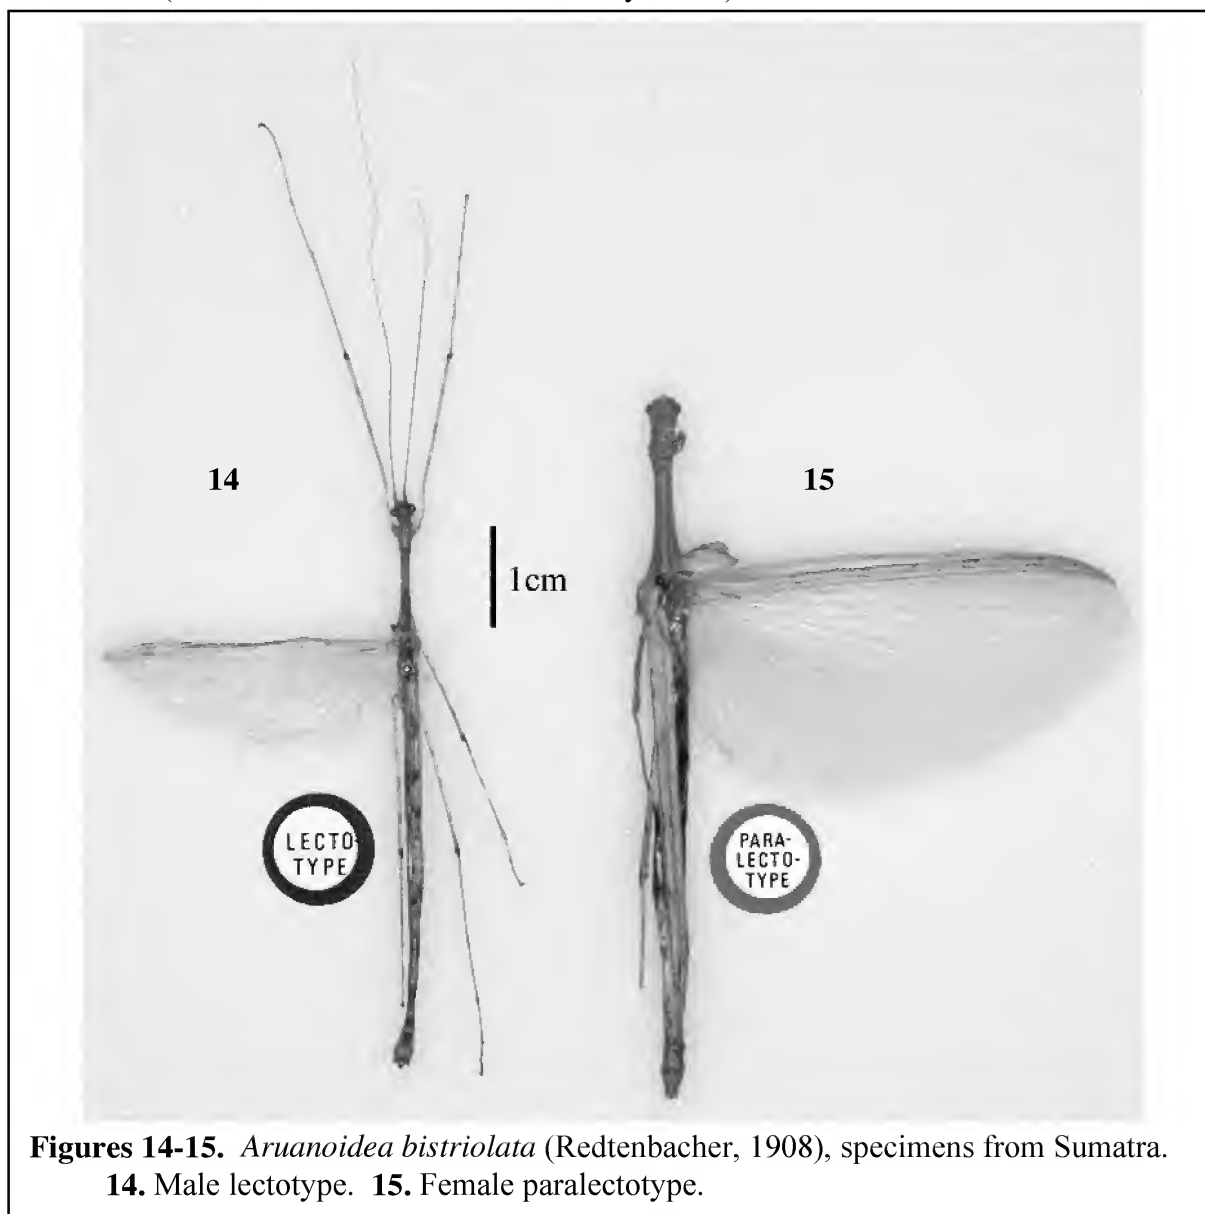 14
15
1cm
LECTO-
TYPE
PARA-
LECTO-
TYPE
Figures 14-15. Aruanoidea bistriolata (Redtenbacher, 1908), specimens from Sumatra.
14. Male lectotype. 15. Female paralectotype.